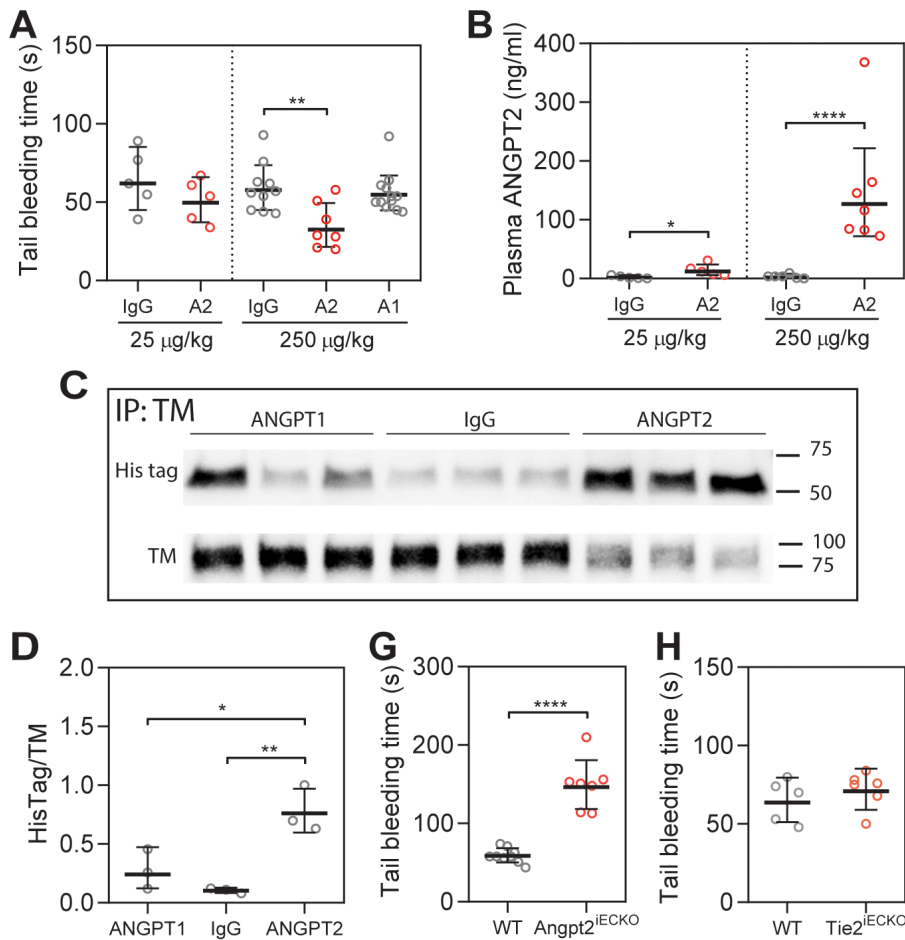 A
Tail bleeding time (s)
150
100
50
0
**
IgG A2 IgG A2 A1
25 μg/kg 250 μg/kg
B
Plasma ANGPT2 (ng/ml)
400
300
200
100
0
*
****
IgG A2 IgG A2
25 μg/kg 250 μg/kg
C
IP: TM
ANGPT1 IgG ANGPT2
His tag
75
50
TM
100
75
D
HisTag/TM
2.0
1.5
1.0
0.5
0.0
*
**
ANGPT1 IgG ANGPT2
G
Tail bleeding time (s)
300
200
100
0
****
WT Angpt2iECKO
H
Tail bleeding time (s)
150
100
50
0
WT Tie2iECKO